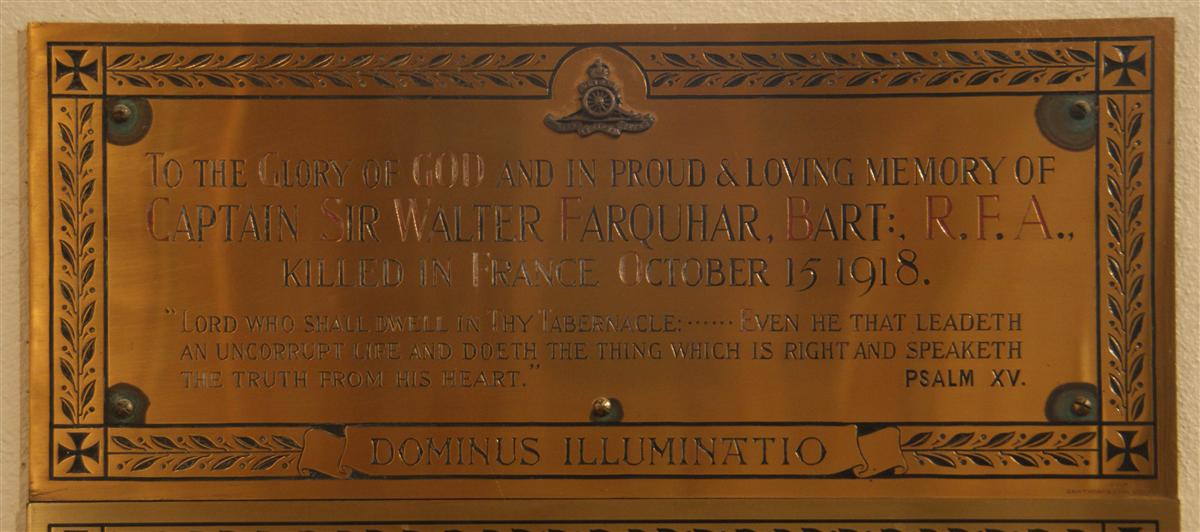 To the Glory of GOD and in proud & loving memory of
Captain Sir Walter Farquhar, Bart:, R.F.A.,
killed in France October 15 1918.
"Lord who shall dwell in Thy Tabernacle:...... Even he that leadeth
an uncorrupt life and doeth the thing which is right and speaketh
the truth from his heart."
PSALM XV.
DOMINUS ILLUMINATIO